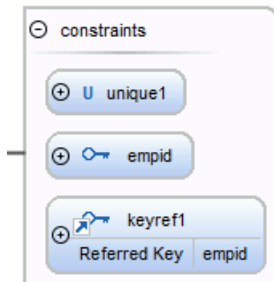 constraints
U unique1
empid
keyref1
Referred Key empid